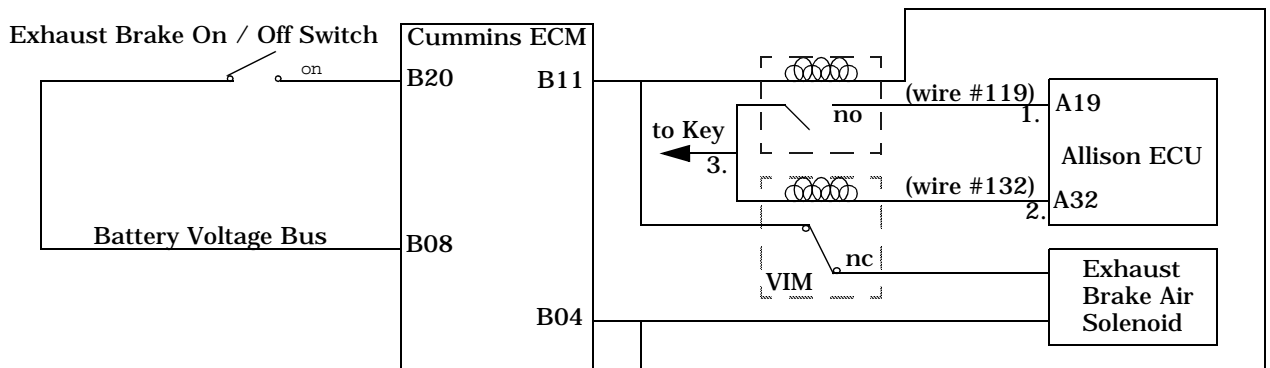 Exhaust Brake On / Off Switch
on
Cummins ECM
B20
B11
(wire #119)
1.
A19
no
to Key
3.
Allison ECU
(wire #132)
2.
A32
Battery Voltage Bus
B08
nc
VIM
Exhaust
Brake Air
Solenoid
B04